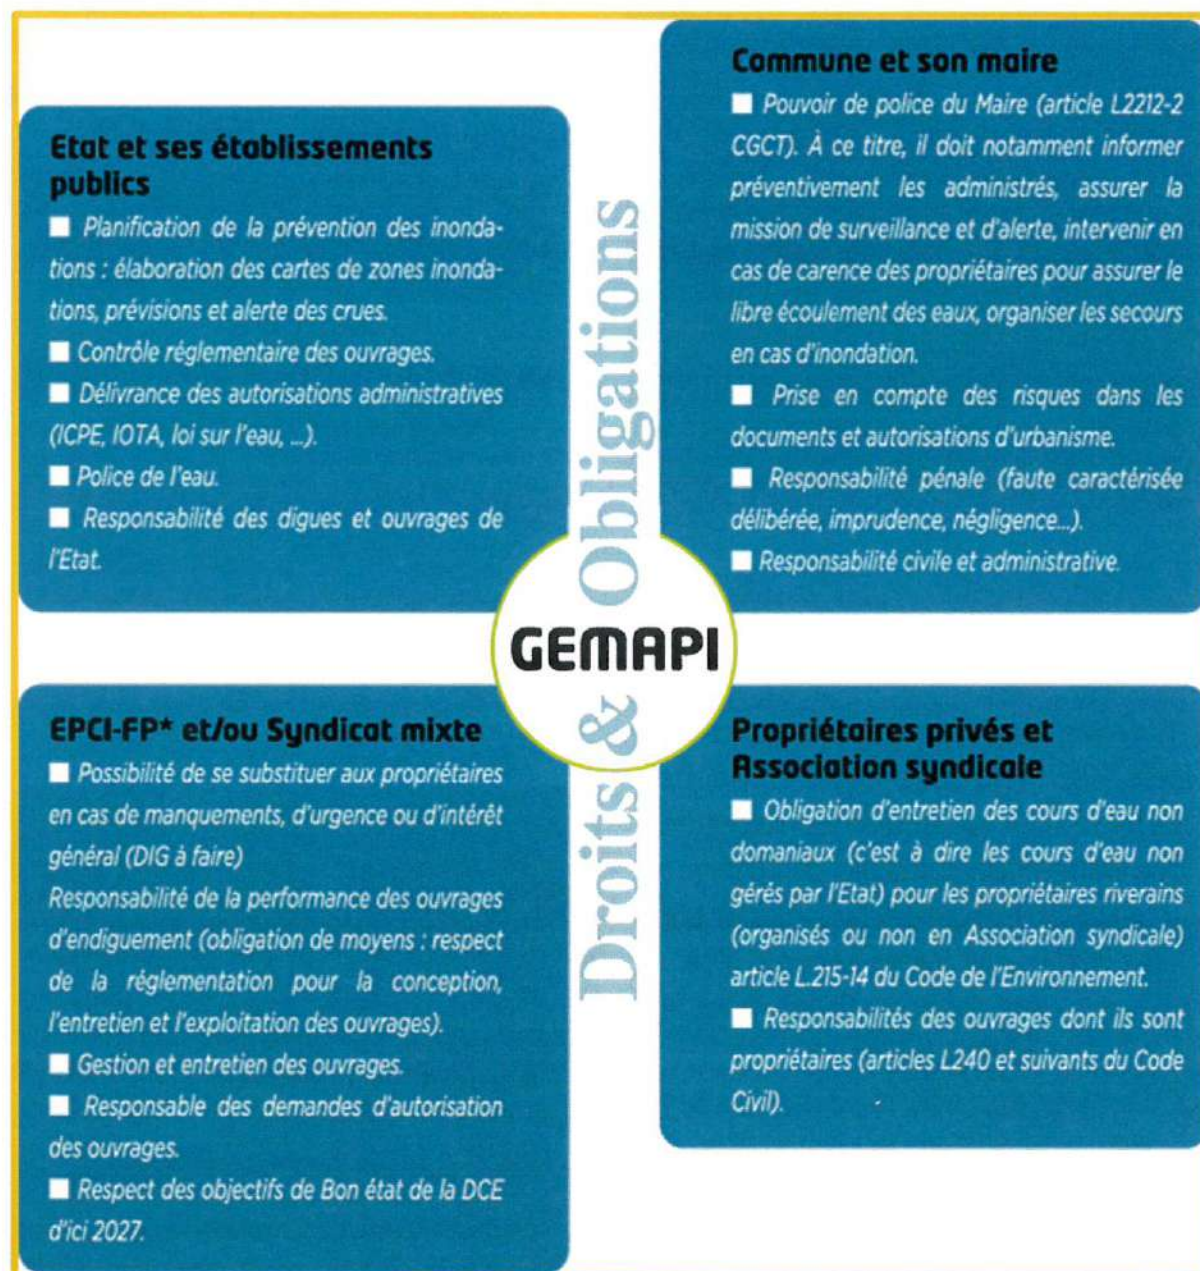 Etat et ses établissements
publics
■ Planification de la prévention des inonda-
tions : élaboration des cartes de zones inonda-
tions, prévisions et alerte des crues.
■ Contrôle réglementaire des ouvrages.
■ Délivrance des autorisations administratives
(ICPE, IOTA, loi sur l'eau, ...).
■ Police de l'eau.
■ Responsabilité des digues et ouvrages de
l'Etat.
Commune et son maire
■ Pouvoir de police du Maire (article L2212-2
CGCT). À ce titre, il doit notamment informer
préventivement les administrés, assurer la
mission de surveillance et d'alerte, intervenir en
cas de carence des propriétaires pour assurer le
libre écoulement des eaux, organiser les secours
en cas d'inondation.
■ Prise en compte des risques dans les
documents et autorisations d'urbanisme.
■ Responsabilité pénale (faute caractérisée
délibérée, imprudence, négligence...).
■ Responsabilité civile et administrative.
Droits & Obligations
GEMAPI
EPCI-FP* et/ou Syndicat mixte
■ Possibilité de se substituer aux propriétaires
en cas de manquements, d'urgence ou d'intérêt
général (DIG à faire)
Responsabilité de la performance des ouvrages
d'endiguement (obligation de moyens : respect
de la réglementation pour la conception,
l'entretien et l'exploitation des ouvrages).
■ Gestion et entretien des ouvrages.
■ Responsable des demandes d'autorisation
des ouvrages.
■ Respect des objectifs de Bon état de la DCE
d'ici 2027.
Propriétaires privés et
Association syndicale
■ Obligation d'entretien des cours d'eau non
domaniaux (c'est à dire les cours d'eau non
gérés par l'Etat) pour les propriétaires riverains
(organisés ou non en Association syndicale)
article L.215-14 du Code de l'Environnement.
■ Responsabilités des ouvrages dont ils sont
propriétaires (articles L240 et suivants du Code
Civil).